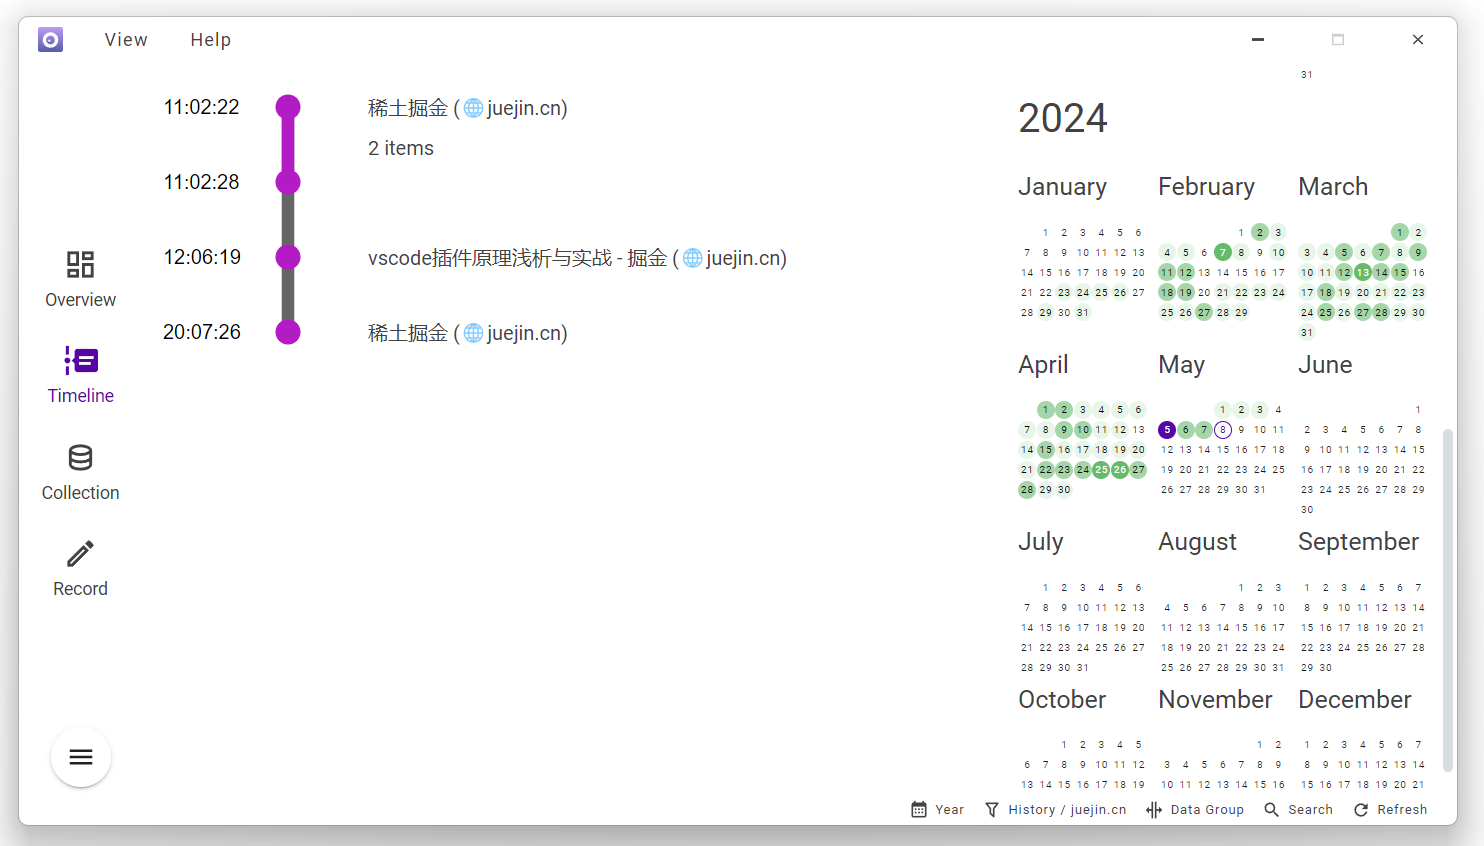 View Help
11:02:22 稀土掘金 (🌐juejin.cn)
2 items
11:02:28
12:06:19 vscode插件原理浅析与实战 - 掘金 (🌐juejin.cn)
20:07:26 稀土掘金 (🌐juejin.cn)
Overview
Timeline
Collection
Record
31
2024
January
1 2 3 4 5 6
7 8 9 10 11 12 13
14 15 16 17 18 19 20
21 22 23 24 25 26 27
28 29 30 31
February
1 2 3
4 5 6 7 8 9 10
11 12 13 14 15 16 17
18 19 20 21 22 23 24
25 26 27 28 29
March
1 2
3 4 5 6 7 8 9
10 11 12 13 14 15 16
17 18 19 20 21 22 23
24 25 26 27 28 29 30
31
April
1 2 3 4 5 6
7 8 9 10 11 12 13
14 15 16 17 18 19 20
21 22 23 24 25 26 27
28 29 30
May
1 2 3 4
5 6 7 8 9 10 11
12 13 14 15 16 17 18
19 20 21 22 23 24 25
26 27 28 29 30 31
June
1
2 3 4 5 6 7 8
9 10 11 12 13 14 15
16 17 18 19 20 21 22
23 24 25 26 27 28 29
30
July
1 2 3 4 5 6
7 8 9 10 11 12 13
14 15 16 17 18 19 20
21 22 23 24 25 26 27
28 29 30 31
August
1 2 3
4 5 6 7 8 9 10
11 12 13 14 15 16 17
18 19 20 21 22 23 24
25 26 27 28 29 30 31
September
1 2 3 4 5 6 7
8 9 10 11 12 13 14
15 16 17 18 19 20 21
22 23 24 25 26 27 28
29 30
October
1 2 3 4 5
6 7 8 9 10 11 12
13 14 15 16 17 18 19
November
1 2
3 4 5 6 7 8 9
10 11 12 13 14 15 16
December
1 2 3 4 5 6 7
8 9 10 11 12 13 14
15 16 17 18 19 20 21
Year History / juejin.cn Data Group Search Refresh